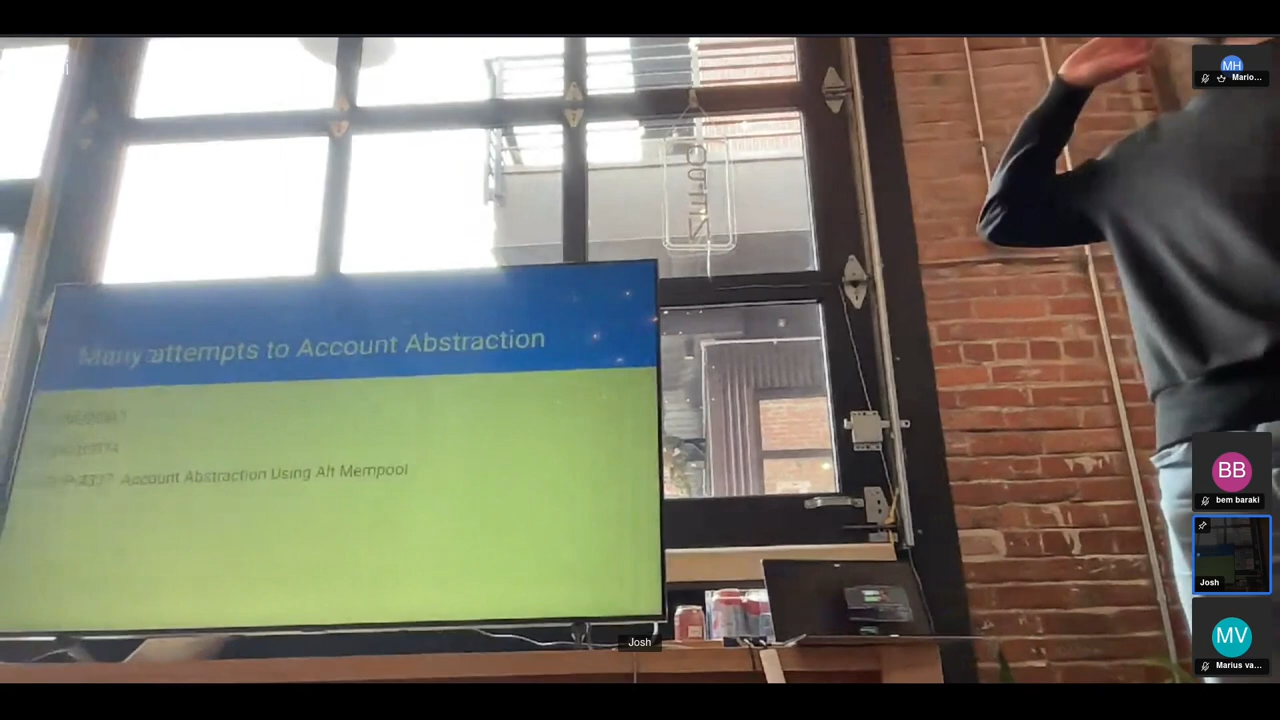 MH
Mario...
Many attempts to Account Abstraction
Account Abstraction Using Alt Mempool
BB
bem baraki
Josh
Josh
MV
Marius va...